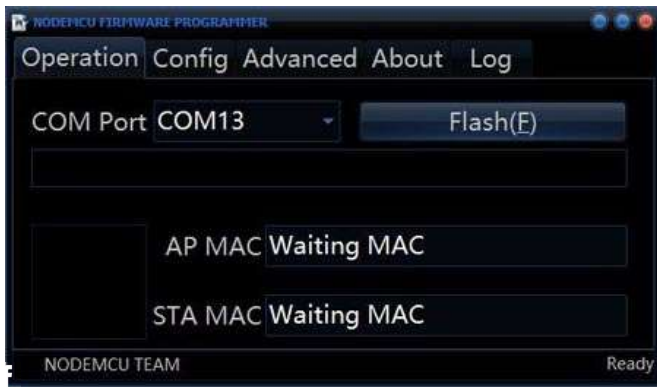 NODEMCU FIRMWARE PROGRAMMER
Operation Config Advanced About Log
COM Port COM13 Flash(F)
AP MAC Waiting MAC
STA MAC Waiting MAC
NODEMCU TEAM Ready